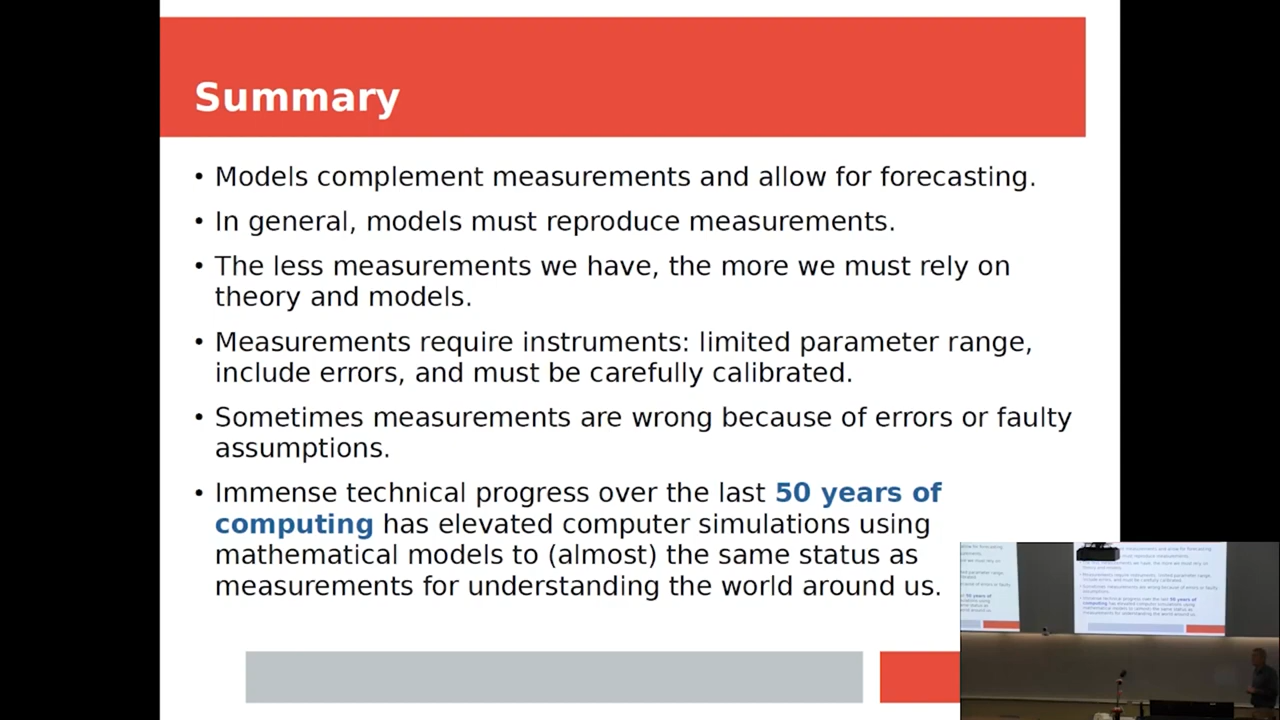 Summary
• Models complement measurements and allow for forecasting.
• In general, models must reproduce measurements.
• The less measurements we have, the more we must rely on
theory and models.
• Measurements require instruments: limited parameter range,
include errors, and must be carefully calibrated.
• Sometimes measurements are wrong because of errors or faulty
assumptions.
• Immense technical progress over the last 50 years of
computing has elevated computer simulations using
mathematical models to (almost) the same status as
measurements for understanding the world around us.